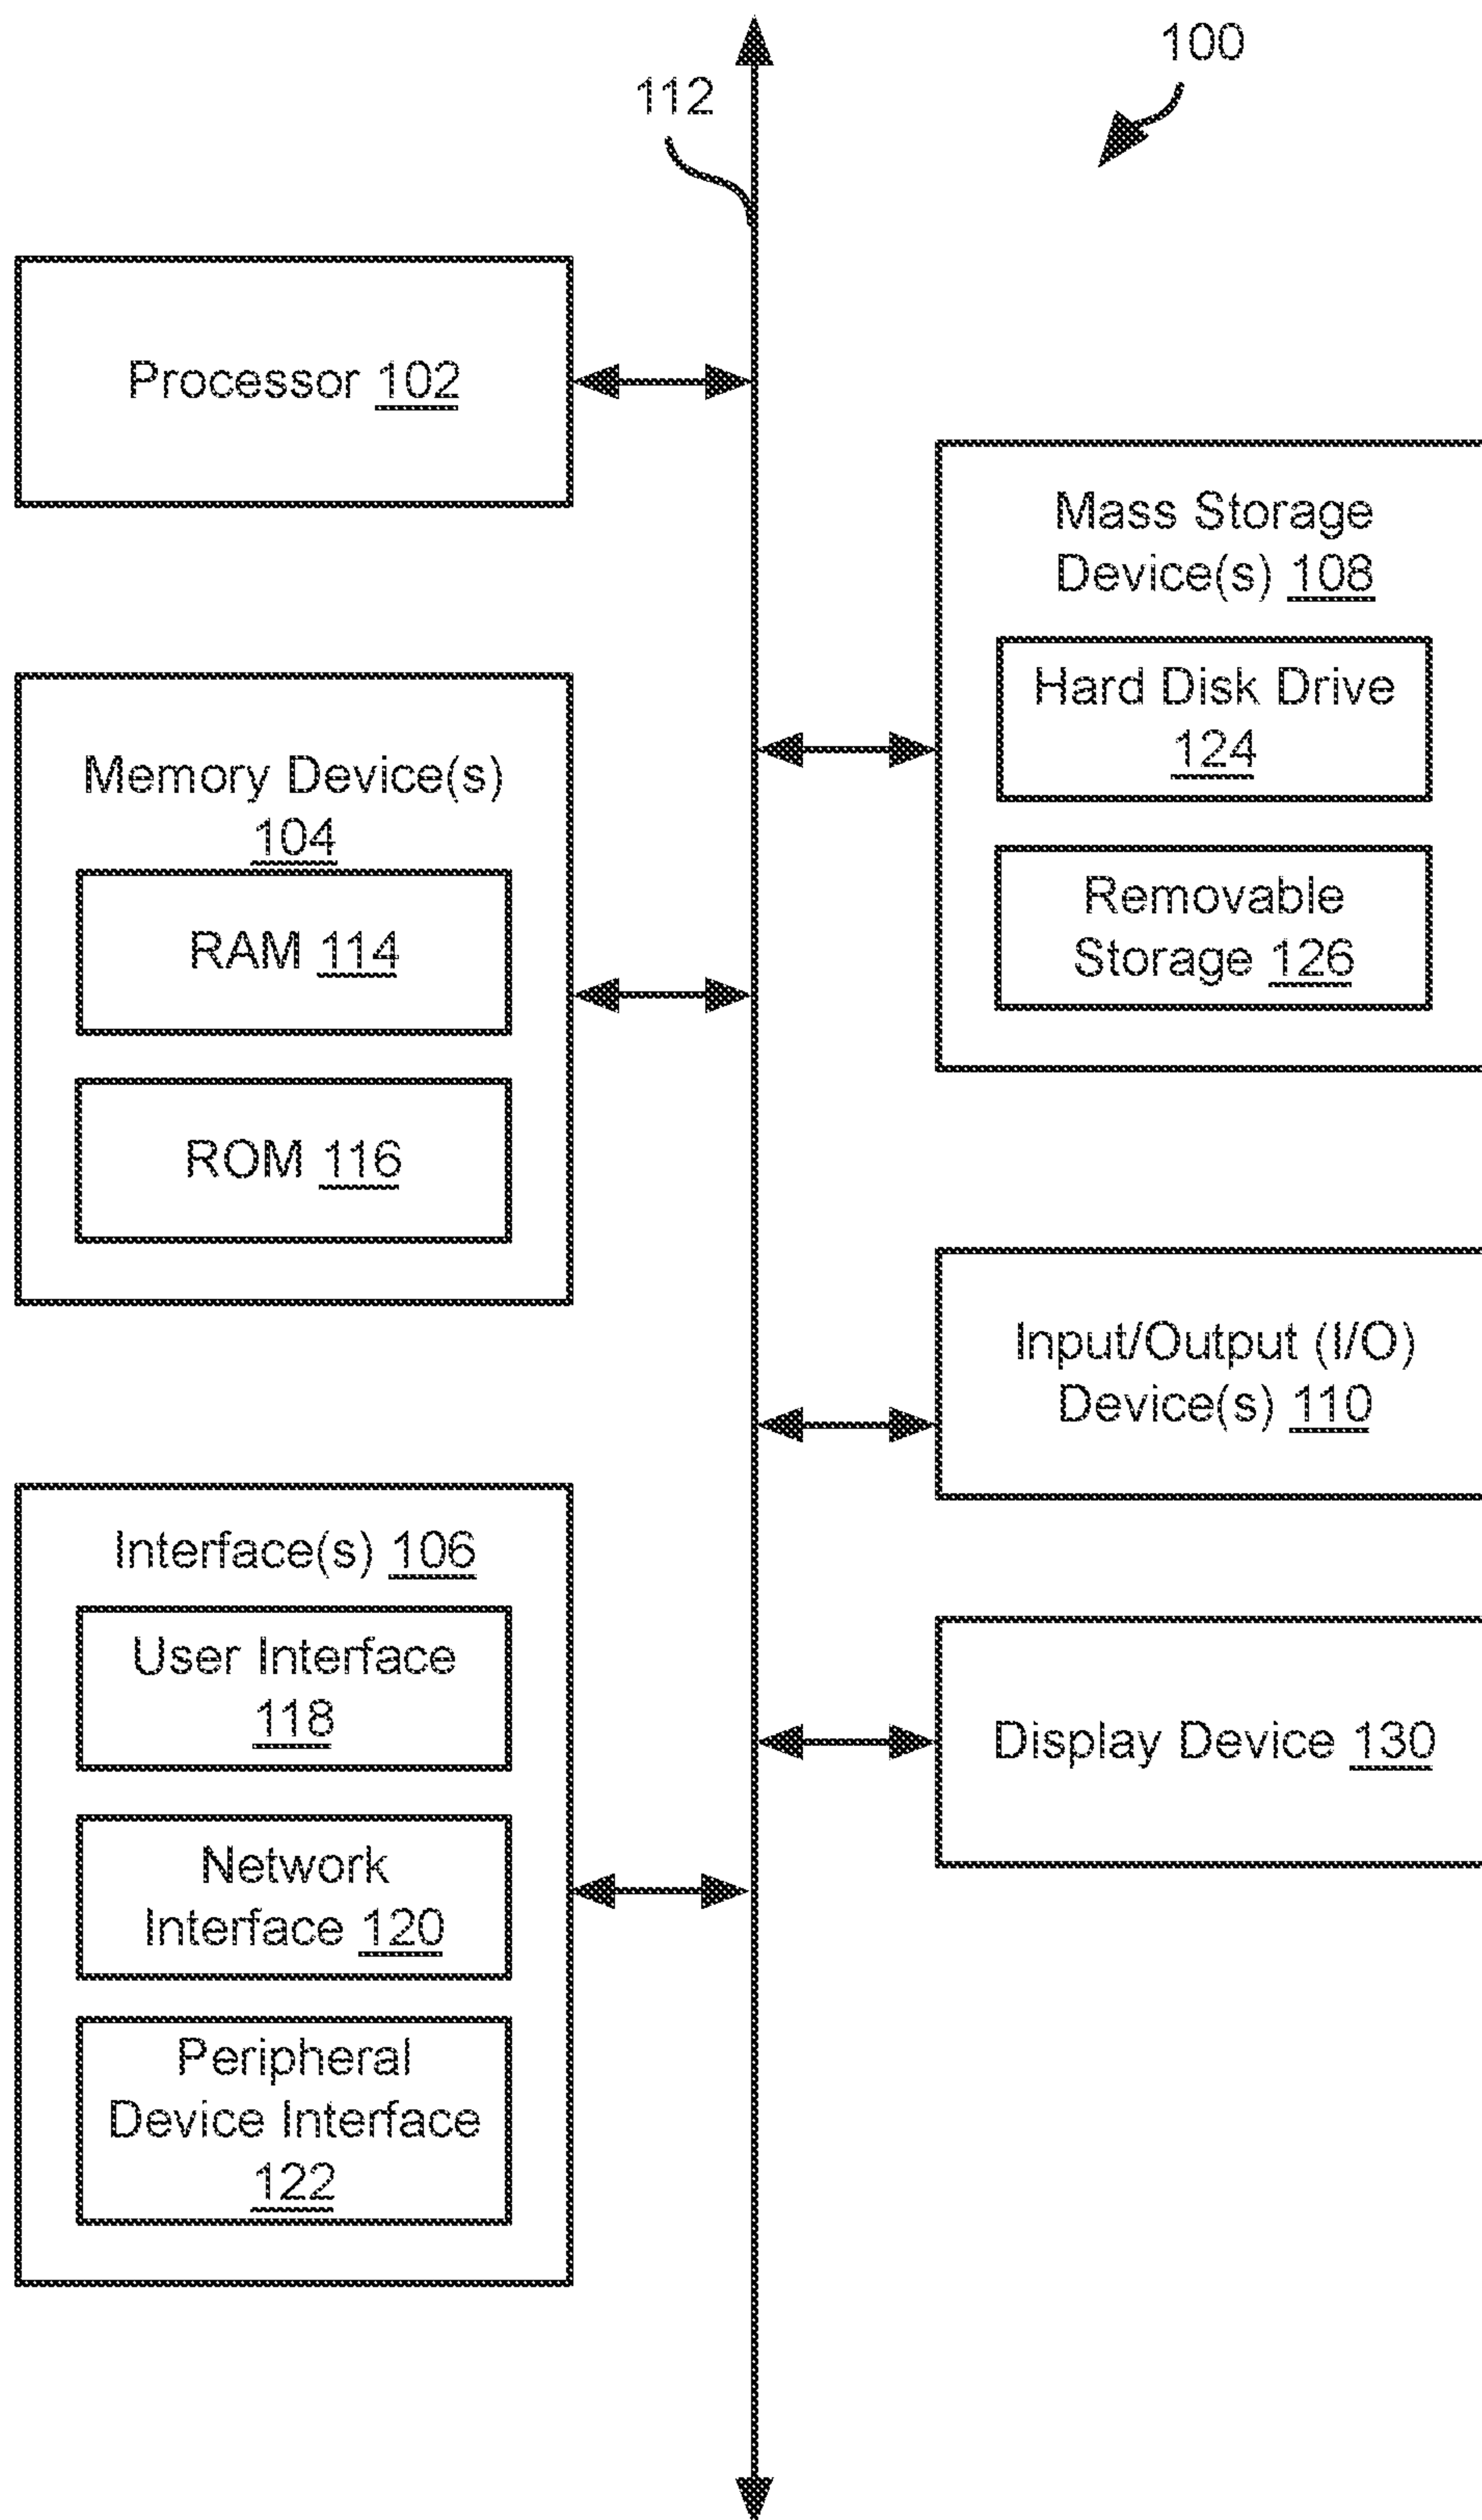 100
112
Processor 102
Mass Storage
Device(s) 108
Hard Disk Drive
124
Removable
Storage 126
Memory Device(s)
104
RAM 114
ROM 116
Input/Output (I/O)
Device(s) 110
Interface(s) 106
User Interface
118
Network
Interface 120
Peripheral
Device Interface
122
Display Device 130